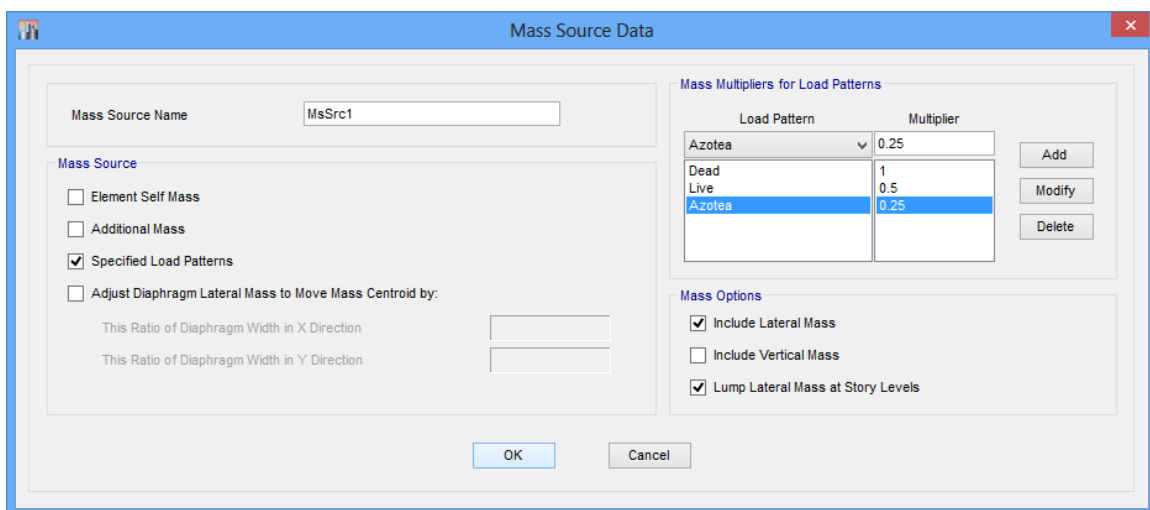 Mass Source Data
Mass Source Name MsSrc1
Mass Source
Element Self Mass
Additional Mass
Specified Load Patterns
Adjust Diaphragm Lateral Mass to Move Mass Centroid by:
This Ratio of Diaphragm Width in X Direction
This Ratio of Diaphragm Width in Y Direction
Mass Multipliers for Load Patterns
Load Pattern Multiplier
Azotea 0.25
Dead 1
Live 0.5
Azotea 0.25
Add
Modify
Delete
Mass Options
Include Lateral Mass
Include Vertical Mass
Lump Lateral Mass at Story Levels
OK Cancel